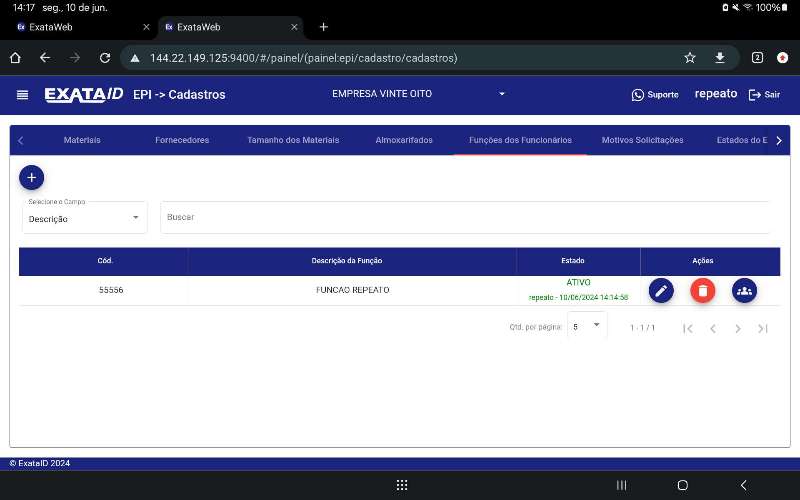 14:17 seg., 10 de jun.
100%
Ex ExataWeb
Ex ExataWeb
144.22.149.125:9400/#/painel/(painel:epi/cadastro/cadastros)
2
EXATAID
EPI -> Cadastros
EMPRESA VINTE OITO
Suporte
repeato
Sair
Materiais
Fornecedores
Tamanho dos Materiais
Almoxarifados
Funções dos Funcionários
Motivos Solicitações
Estados do E
Selecione o Campo
Descrição
Buscar
Cód.
Descrição da Função
Estado
Ações
55556
FUNCAO REPEATO
ATIVO
repeato - 10/06/2024 14:14:58
Qtd. por página:
5
1 - 1 / 1
© ExataID 2024